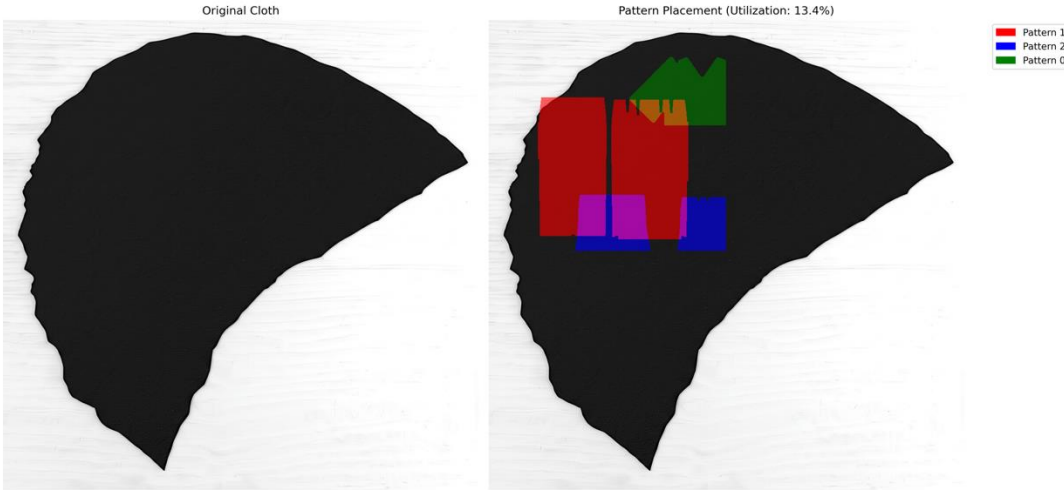 Original Cloth
Pattern Placement (Utilization: 13.4%)
Pattern 1
Pattern 2
Pattern 0